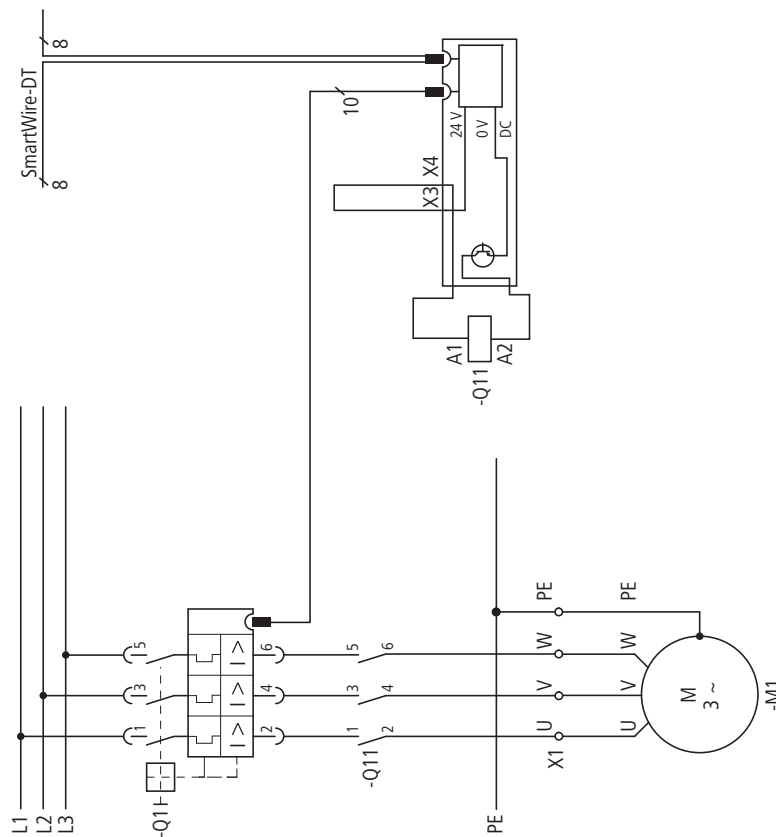 SmartWire-DT
8
8
10
24 V
0 V
DC
X3 X4
A1
A2
-Q11
L1
L2
L3
-Q1
1 3 5
I> I> I>
2 4 6
-Q11
1 3 5
2 4 6
PE
X1
U V W PE
U V W PE
M
3 ~
-M1